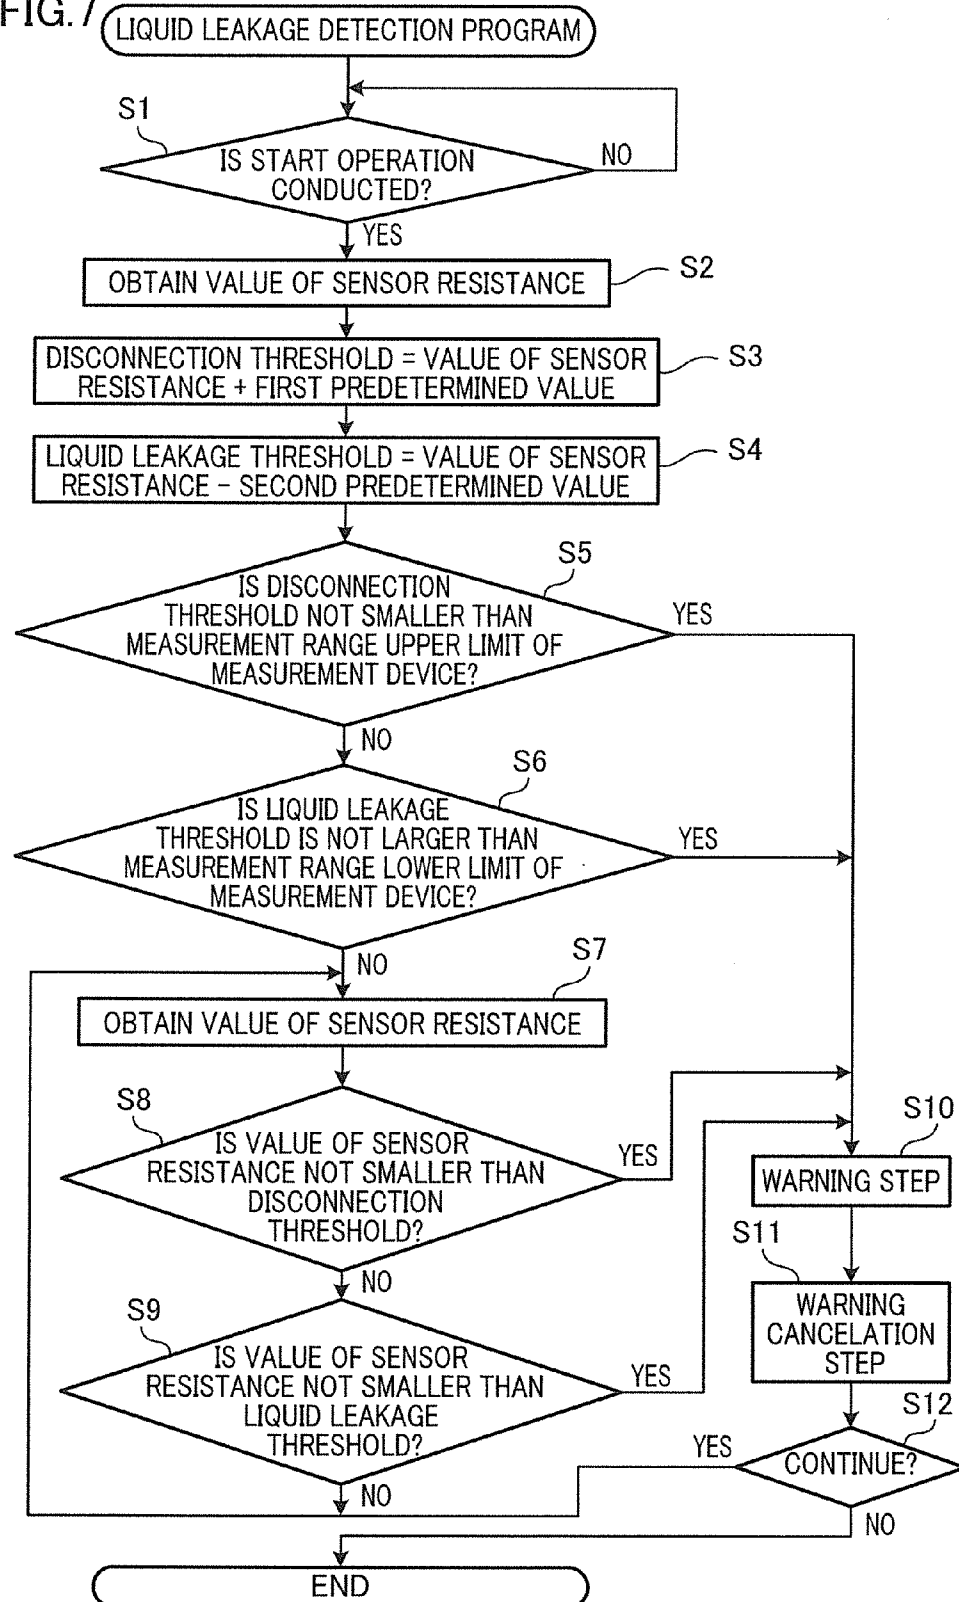 FIG. 7
LIQUID LEAKAGE DETECTION PROGRAM
S1
IS START OPERATION
CONDUCTED?
NO
YES
OBTAIN VALUE OF SENSOR RESISTANCE
S2
DISCONNECTION THRESHOLD = VALUE OF SENSOR
RESISTANCE + FIRST PREDETERMINED VALUE
S3
LIQUID LEAKAGE THRESHOLD = VALUE OF SENSOR
RESISTANCE - SECOND PREDETERMINED VALUE
S4
S5
IS DISCONNECTION
THRESHOLD NOT SMALLER THAN
MEASUREMENT RANGE UPPER LIMIT OF
MEASUREMENT DEVICE?
YES
NO
S6
IS LIQUID LEAKAGE
THRESHOLD IS NOT LARGER THAN
MEASUREMENT RANGE LOWER LIMIT OF
MEASUREMENT DEVICE?
YES
NO
S7
OBTAIN VALUE OF SENSOR RESISTANCE
S8
IS VALUE OF SENSOR
RESISTANCE NOT SMALLER THAN
DISCONNECTION
THRESHOLD?
YES
NO
S9
IS VALUE OF SENSOR
RESISTANCE NOT SMALLER THAN
LIQUID LEAKAGE
THRESHOLD?
YES
NO
S10
WARNING STEP
S11
WARNING
CANCELATION
STEP
S12
CONTINUE?
YES
NO
END